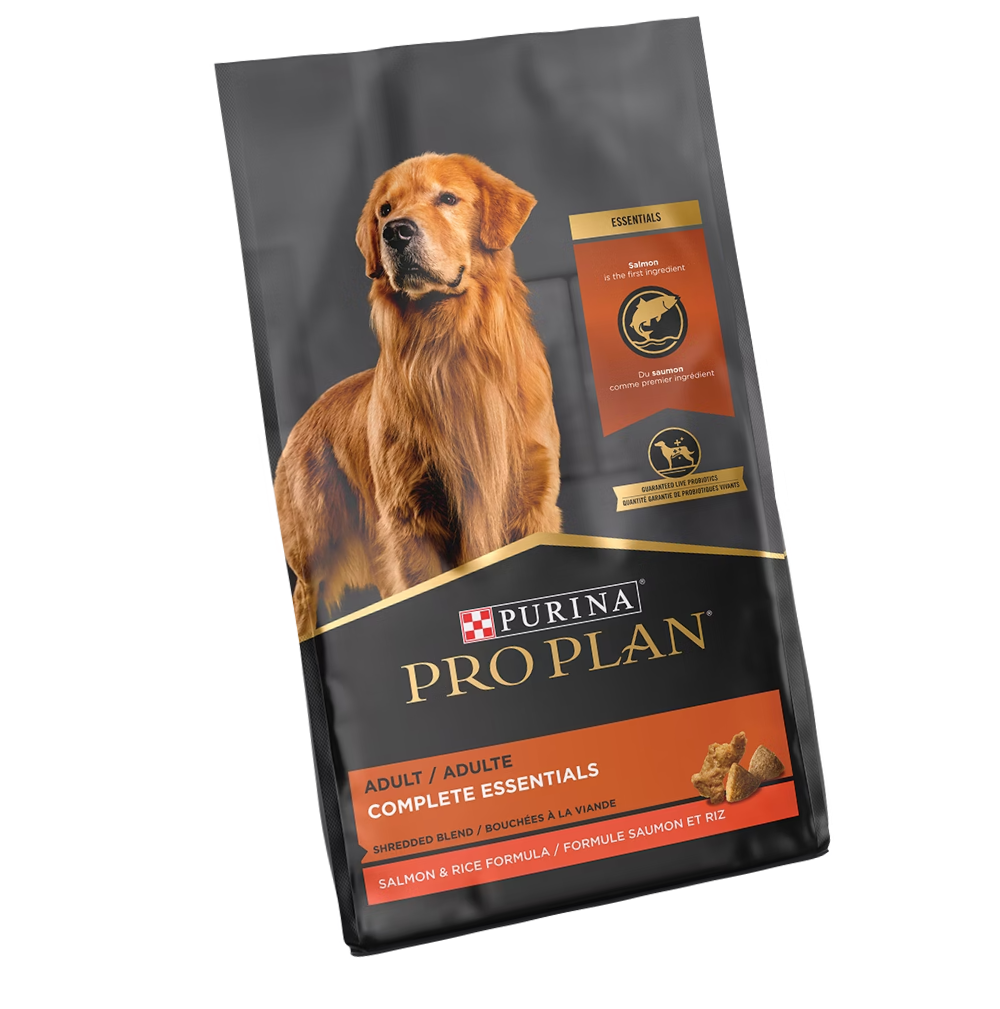 ESSENTIALS
Salmon
is the first ingredient
Du saumon
comme premier ingrédient
GUARANTEED LIVE PROBIOTICS
QUANTITÉ GARANTIE DE PROBIOTIQUES VIVANTS
PURINA®
PRO PLAN®
ADULT / ADULTE
COMPLETE ESSENTIALS
SHREDDED BLEND / BOUCHÉES À LA VIANDE
SALMON & RICE FORMULA / FORMULE SAUMON ET RIZ